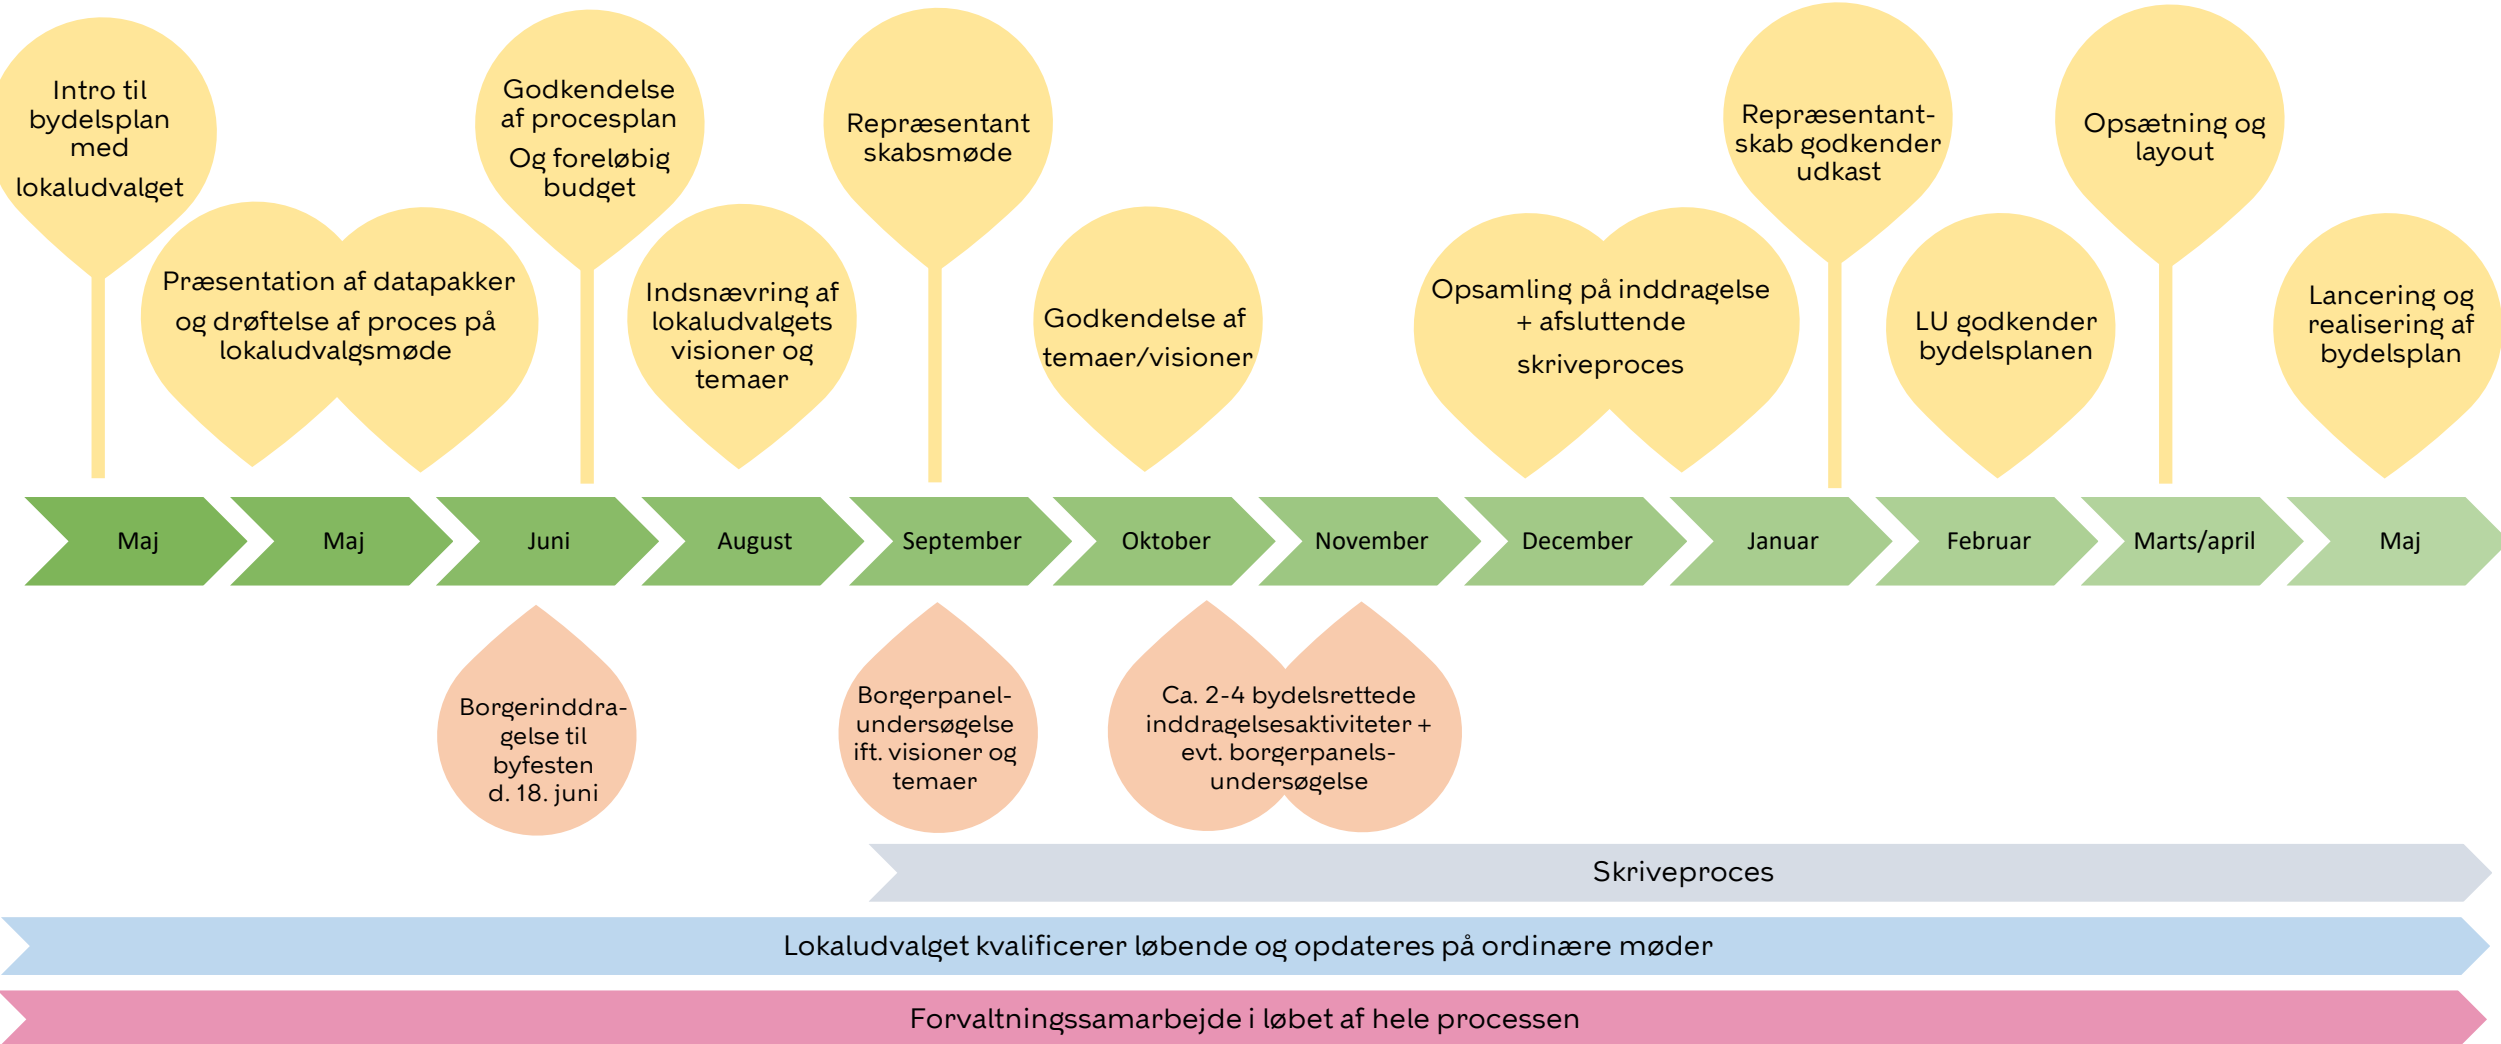 Intro til
bydelsplan
med
lokaludvalget
Præsentation af datapakker
og drøftelse af proces på
lokaludvalgsmøde
Godkendelse
af procesplan
Og foreløbig
budget
Indsnævring af
lokaludvalgets
visioner og
temaer
Repræsentant
skabsmøde
Godkendelse af
temaer/visioner
Opsamling på inddragelse
+ afsluttende
skriveproces
Repræsentant-
skab godkender
udkast
LU godkender
bydelsplanen
Opsætning og
layout
Lancering og
realisering af
bydelsplan
Maj
Maj
Juni
August
September
Oktober
November
December
Januar
Februar
Marts/april
Maj
Borgerinddra-
gelse til
byfesten
d. 18. juni
Borgerpanel-
undersøgelse
ift. visioner og
temaer
Ca. 2-4 bydelsrettede
inddragelsesaktiviteter +
evt. borgerpanels-
undersøgelse
Skriveproces
Lokaludvalget kvalificerer løbende og opdateres på ordinære møder
Forvaltningssamarbejde i løbet af hele processen